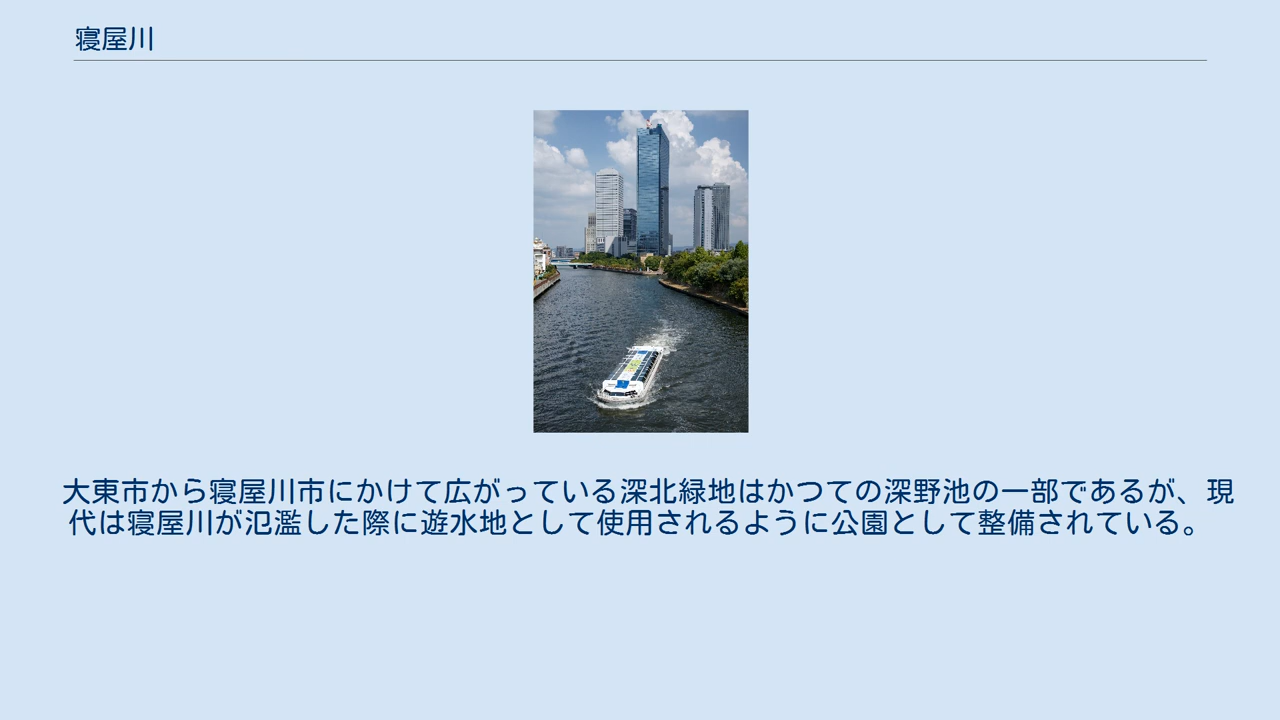 寝屋川
大東市から寝屋川市にかけて広がっている深北緑地はかつての深野池の一部であるが、現
代は寝屋川が氾濫した際に遊水地として使用されるように公園として整備されている。